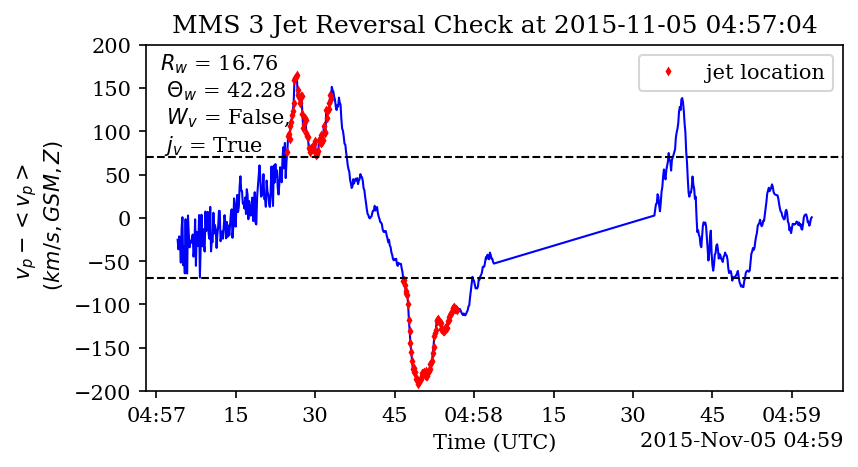 MMS 3 Jet Reversal Check at 2015-11-05 04:57:04
R_w = 16.76
Θ_w = 42.28
W_v = False,
j_v = True
jet location
v_p − < v_p >
(km/s, GSM, Z)
200
150
100
50
0
−50
−100
−150
−200
04:57 15 30 45 04:58 15 30 45 04:59
Time (UTC)
2015-Nov-05 04:59